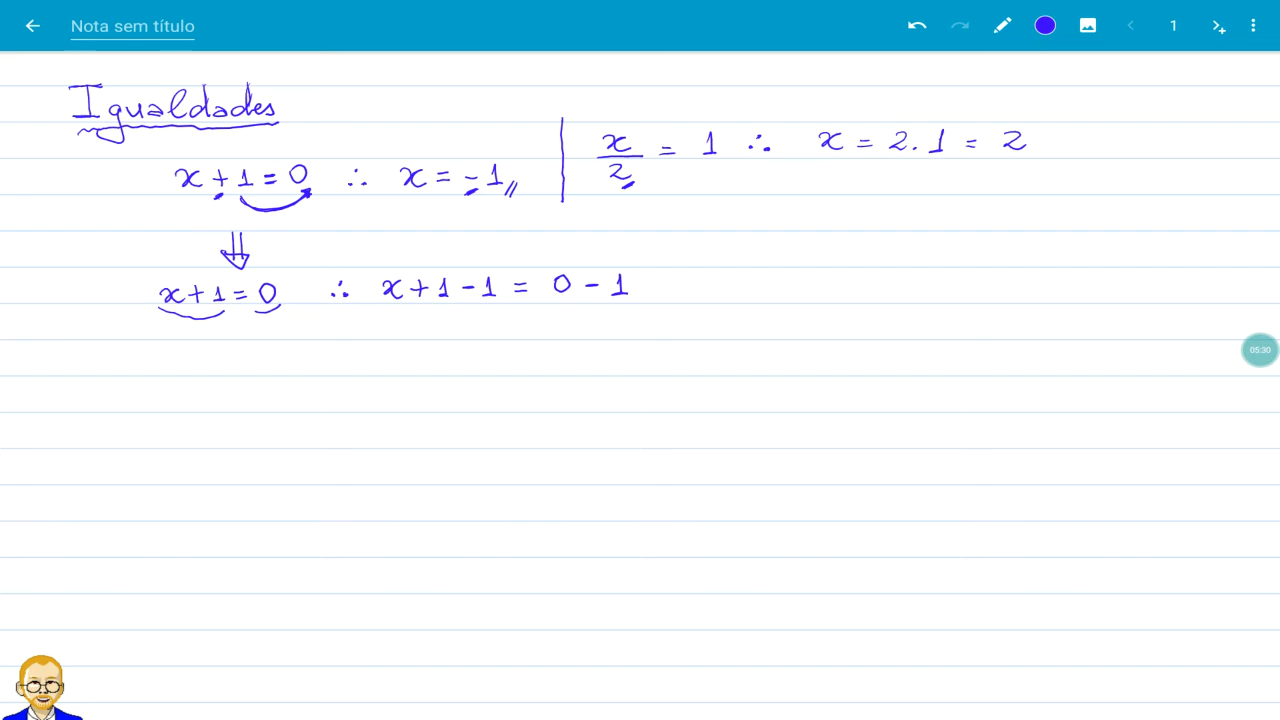 Nota sem título
1
Igualdades
x + 1 = 0 ∴ x = -1 //
x/2 = 1 ∴ x = 2.1 = 2
x + 1 = 0 ∴ x + 1 - 1 = 0 - 1
05:30